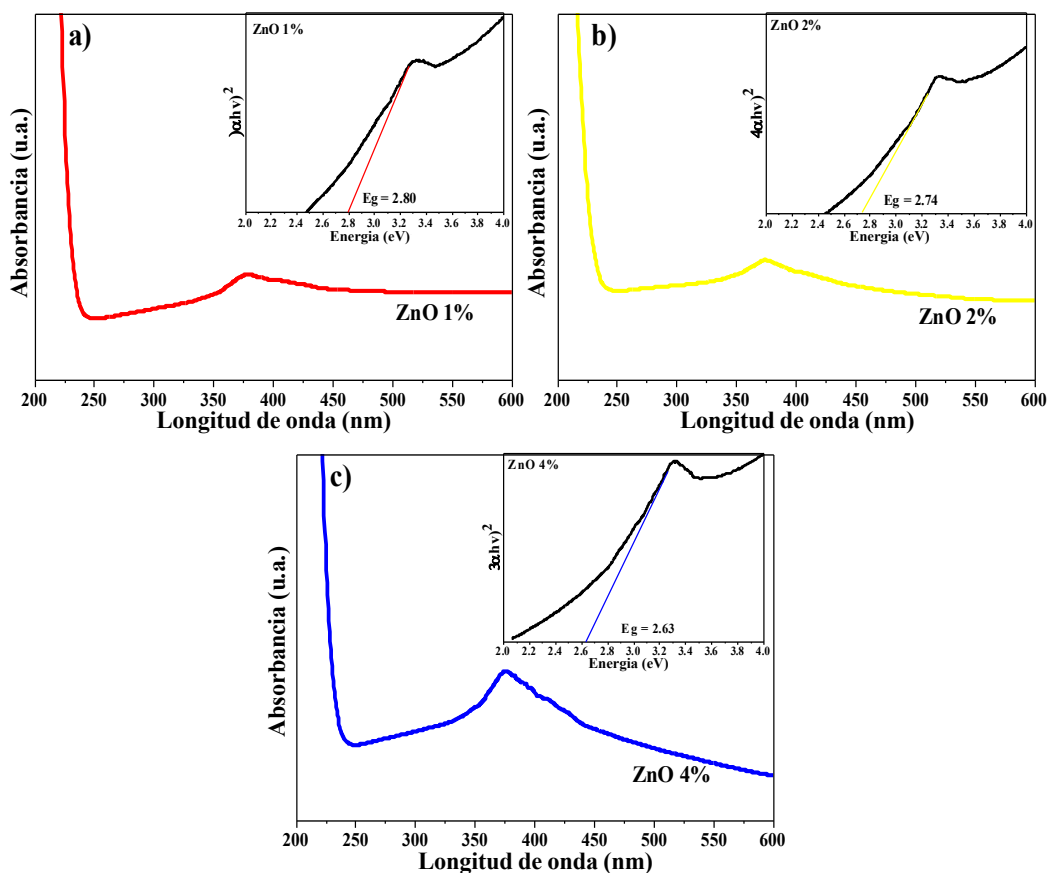 a)
ZnO 1%
)αhν)²
Eg = 2.80
2.0 2.2 2.4 2.6 2.8 3.0 3.2 3.4 3.6 3.8 4.0
Energia (eV)
Absorbancia (u.a.)
ZnO 1%
200 250 300 350 400 450 500 550 600
Longitud de onda (nm)
b)
ZnO 2%
4αhν)²
Eg = 2.74
2.0 2.2 2.4 2.6 2.8 3.0 3.2 3.4 3.6 3.8 4.0
Energia (eV)
Absorbancia (u.a.)
ZnO 2%
200 250 300 350 400 450 500 550 600
Longitud de onda (nm)
c)
ZnO 4%
3αhν)²
Eg = 2.63
2.0 2.2 2.4 2.6 2.8 3.0 3.2 3.4 3.6 3.8 4.0
Energia (eV)
Absorbancia (u.a.)
ZnO 4%
200 250 300 350 400 450 500 550 600
Longitud de onda (nm)